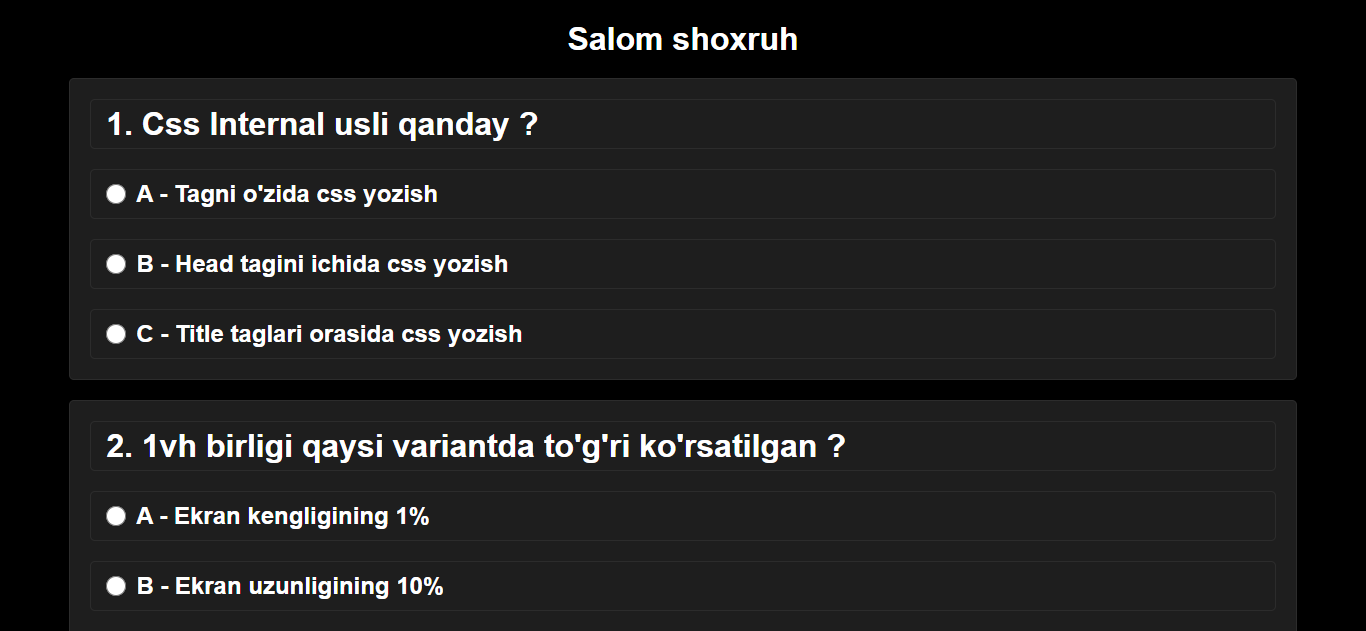 Salom shoxruh
1. Css Internal usli qanday ?
A - Tagni o'zida css yozish
B - Head tagini ichida css yozish
C - Title taglari orasida css yozish
2. 1vh birligi qaysi variantda to'g'ri ko'rsatilgan ?
A - Ekran kengligining 1%
B - Ekran uzunligining 10%